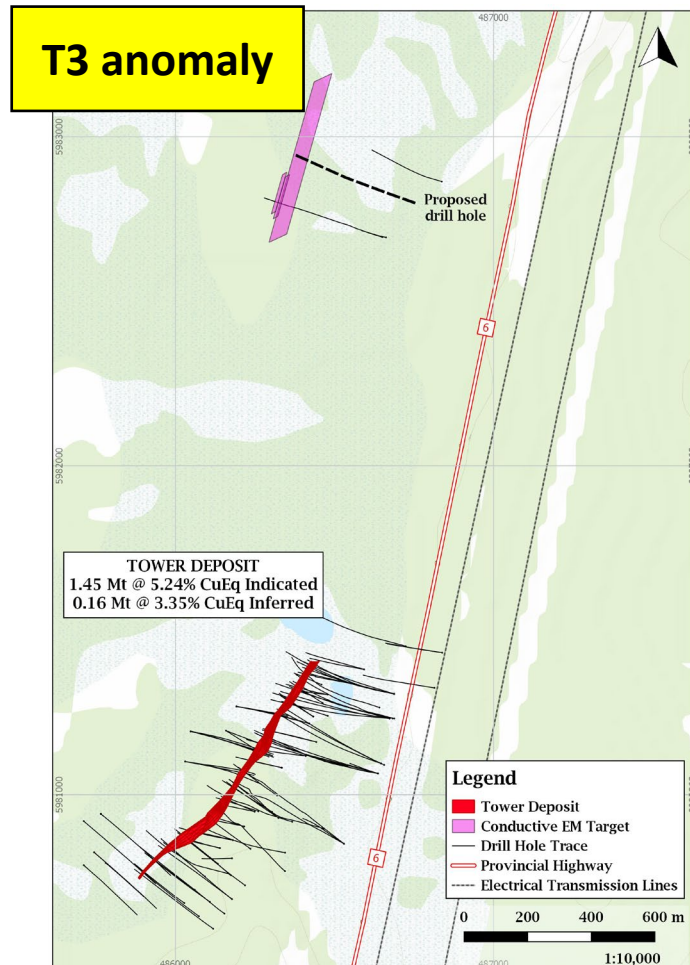 T3 anomaly
487000
5983000
Proposed
drill hole
6
5982000
TOWER DEPOSIT
1.45 Mt @ 5.24% CuEq Indicated
0.16 Mt @ 3.35% CuEq Inferred
5981000
Legend
Tower Deposit
Conductive EM Target
Drill Hole Trace
Provincial Highway
Electrical Transmission Lines
6
0 200 400 600 m
1:10,000
486000
487000